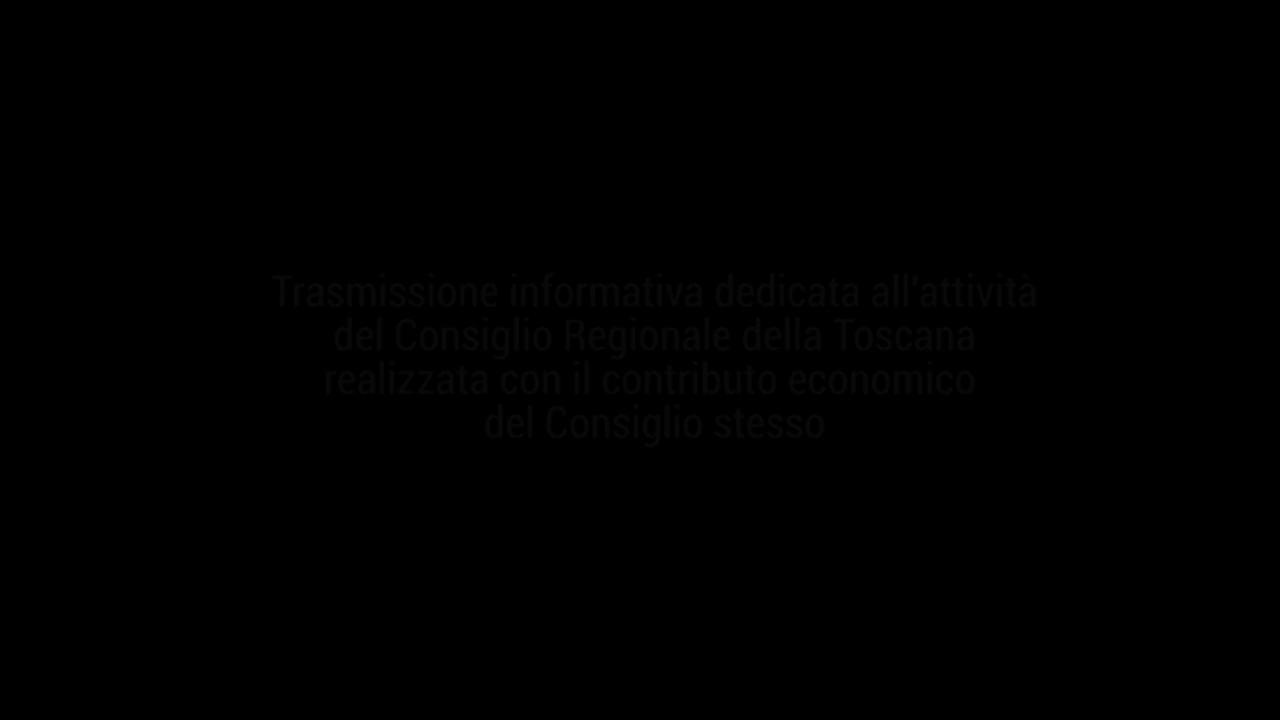 Trasmissione informativa dedicata all'attività
del Consiglio Regionale della Toscana
realizzata con il contributo economico
del Consiglio stesso